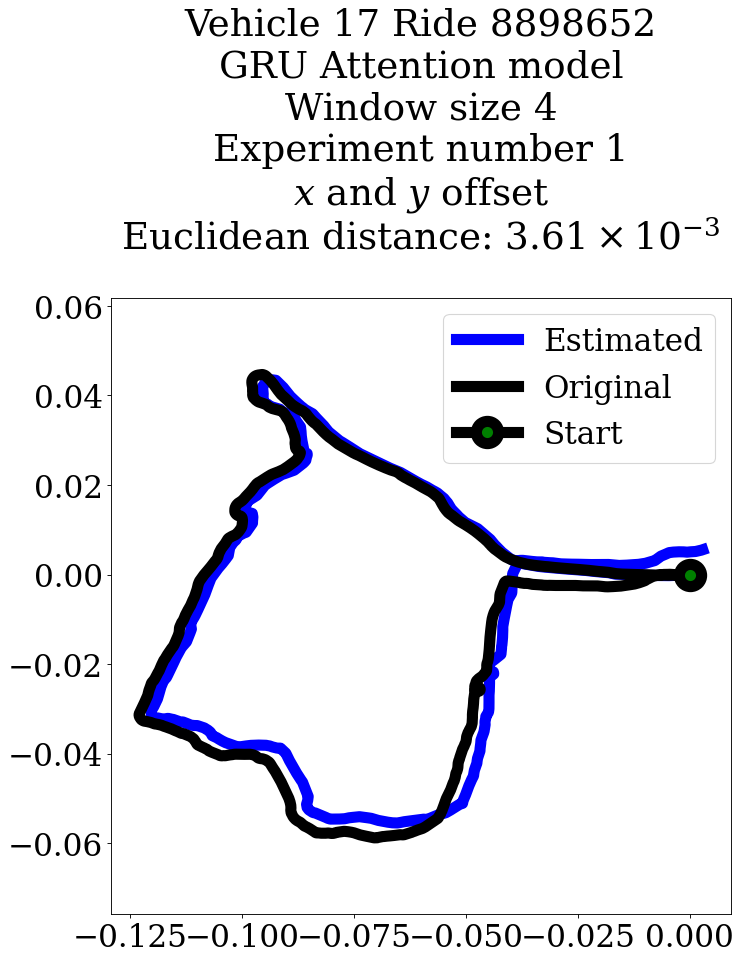 Vehicle 17 Ride 8898652
GRU Attention model
Window size 4
Experiment number 1
x and y offset
Euclidean distance: 3.61 × 10⁻³
Estimated
Original
Start
0.06
0.04
0.02
0.00
−0.02
−0.04
−0.06
−0.125 −0.100 −0.075 −0.050 −0.025 0.000